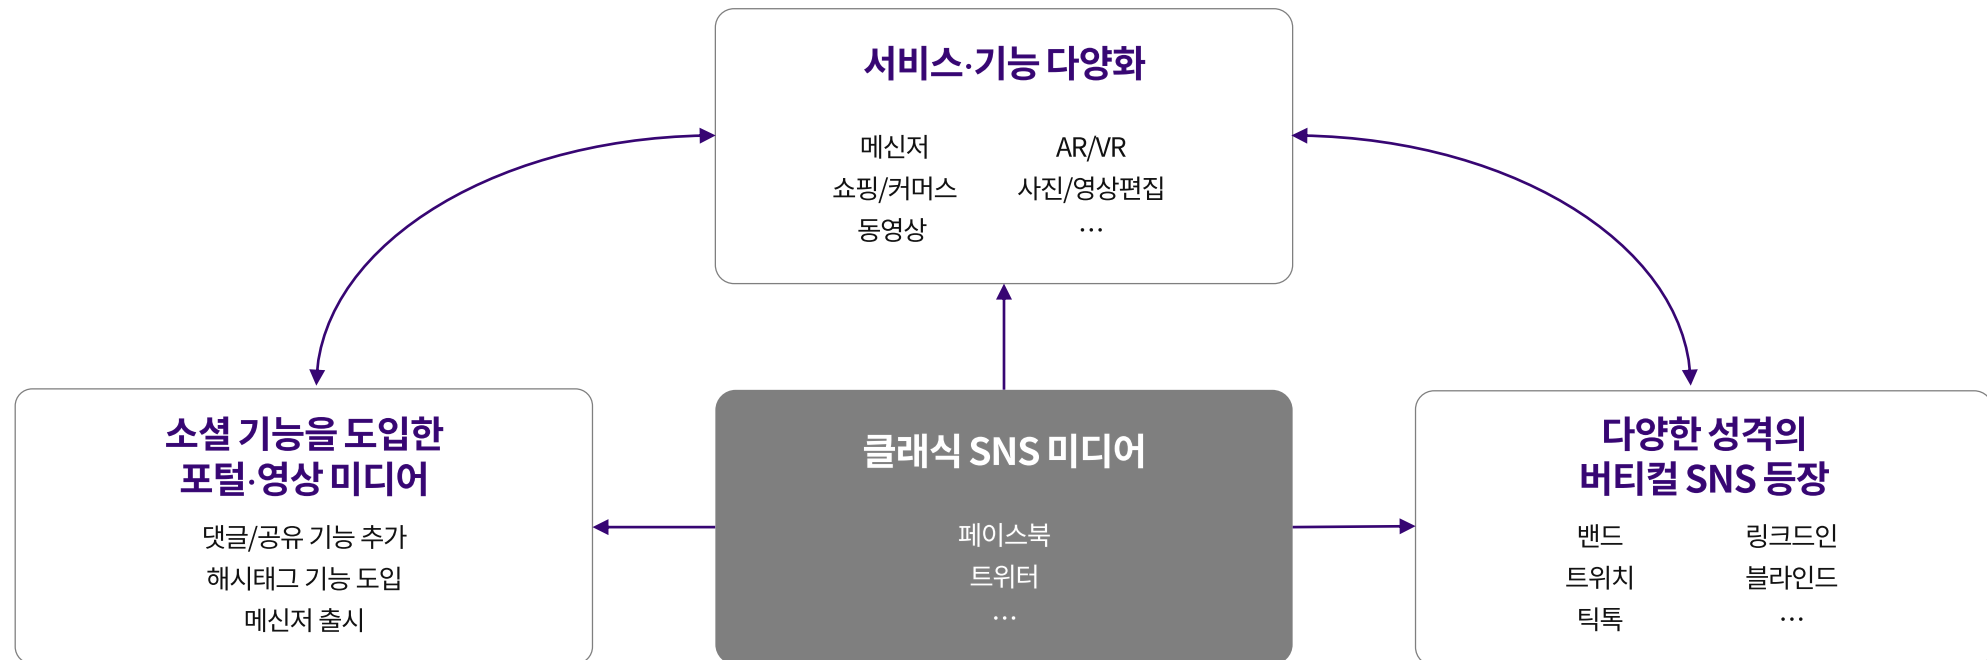 서비스·기능 다양화
메신저
쇼핑/커머스
동영상
AR/VR
사진/영상편집
…
소셜 기능을 도입한
포털·영상 미디어
댓글/공유 기능 추가
해시태그 기능 도입
메신저 출시
클래식 SNS 미디어
페이스북
트위터
…
다양한 성격의
버티컬 SNS 등장
밴드
트위치
틱톡
링크드인
블라인드
…